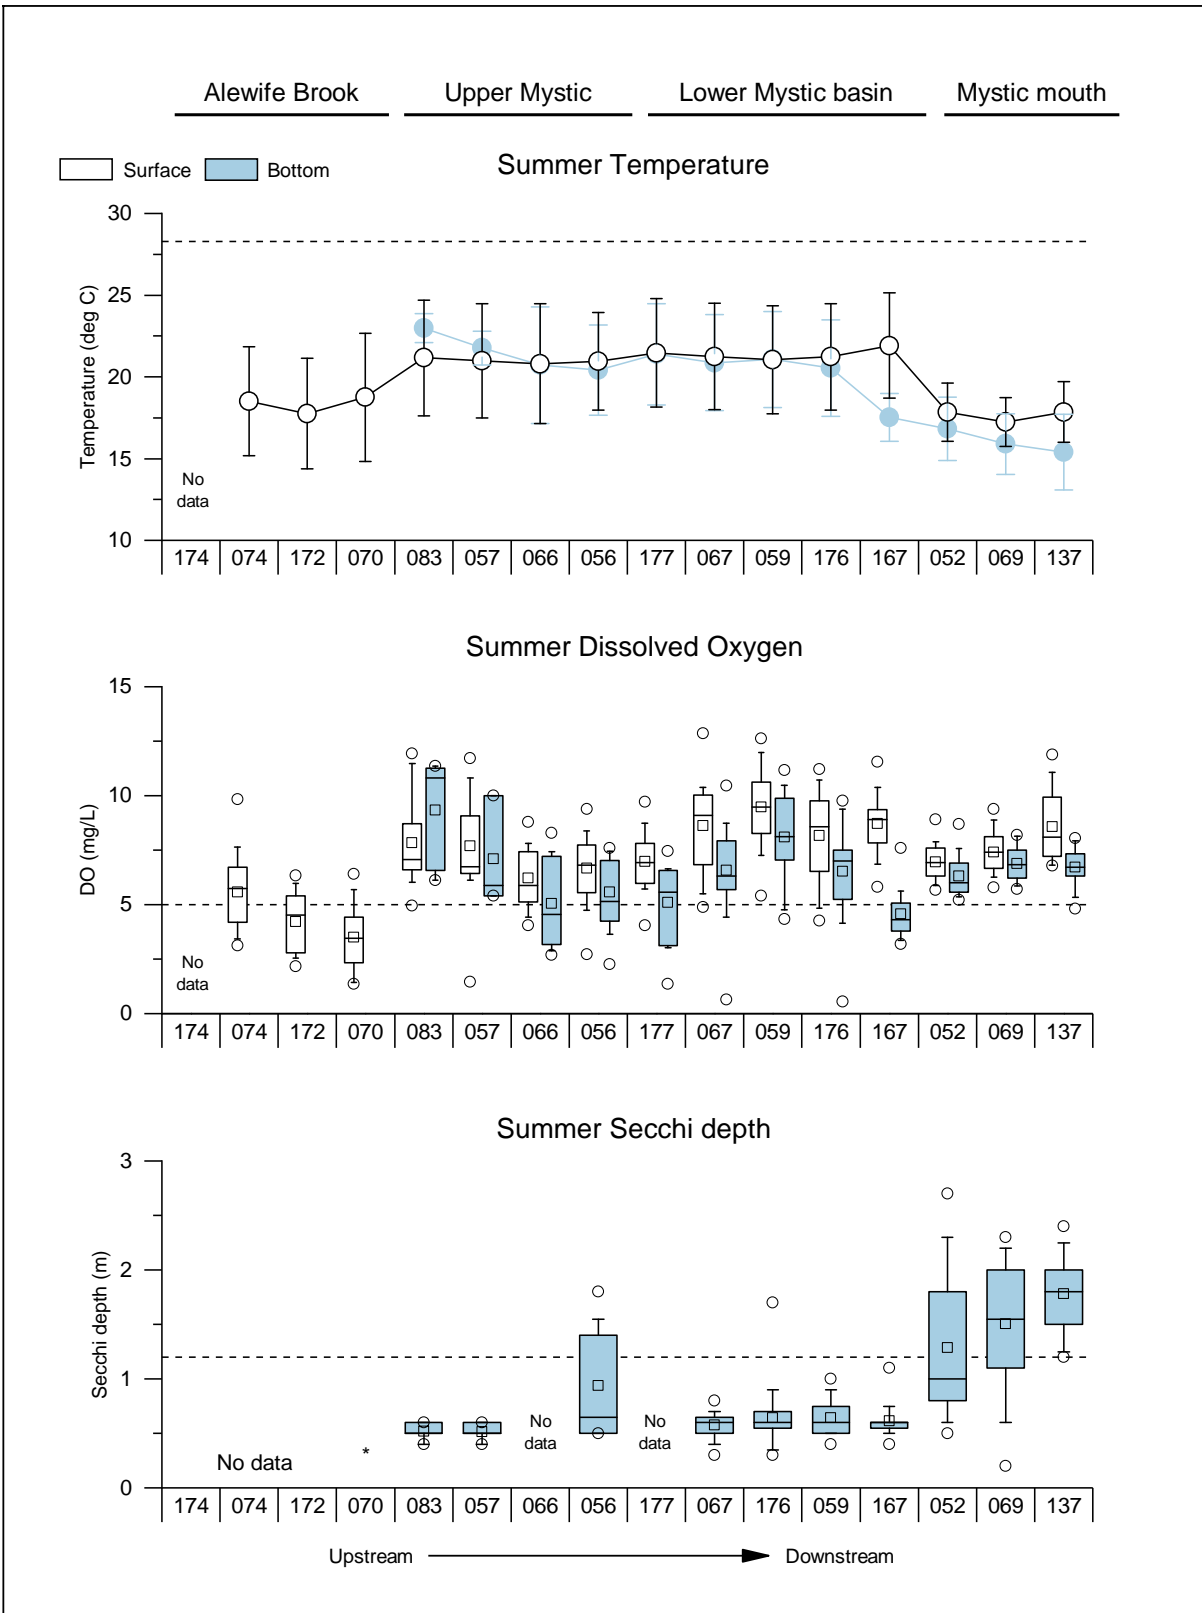 Alewife Brook Upper Mystic Lower Mystic basin Mystic mouth
Surface Bottom
Summer Temperature
Temperature (deg C)
30
25
20
15
10
No
data
174 074 172 070 083 057 066 056 177 067 059 176 167 052 069 137
Summer Dissolved Oxygen
DO (mg/L)
15
10
5
0
No
data
174 074 172 070 083 057 066 056 177 067 059 176 167 052 069 137
Summer Secchi depth
Secchi depth (m)
3
2
1
0
No data
*
No
data
No
data
174 074 172 070 083 057 066 056 177 067 176 059 167 052 069 137
Upstream Downstream